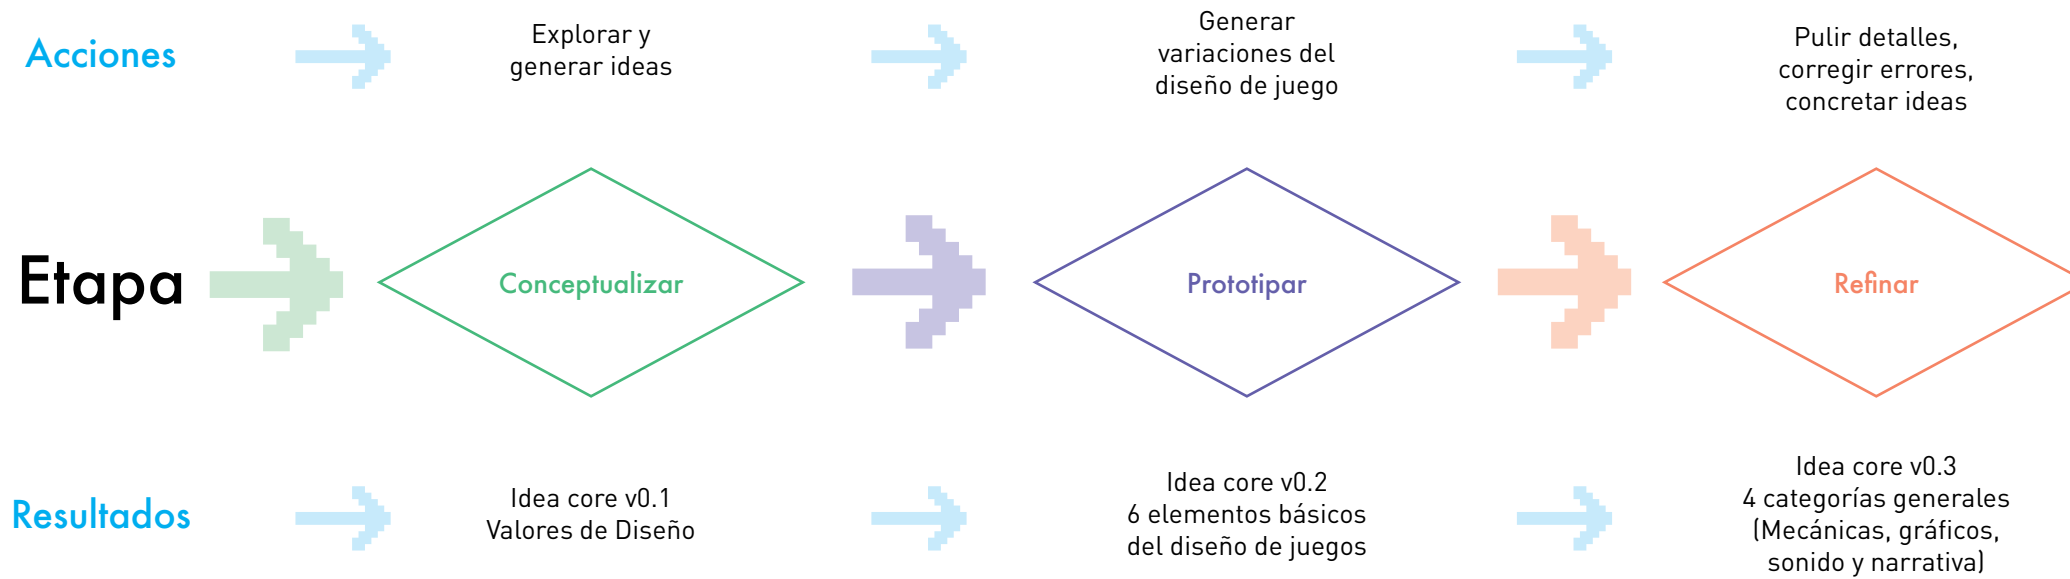 Acciones
Explorar y
generar ideas
Generar
variaciones del
diseño de juego
Pulir detalles,
corregir errores,
concretar ideas
Etapa
Conceptualizar
Prototipar
Refinar
Resultados
Idea core v0.1
Valores de Diseño
Idea core v0.2
6 elementos básicos
del diseño de juegos
Idea core v0.3
4 categorías generales
(Mecánicas, gráficos,
sonido y narrativa)